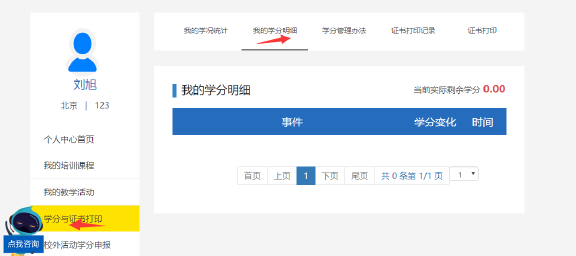 刘旭
北京 | 123
个人中心首页
我的培训课程
我的教学活动
学分与证书打印
点我咨询
校外活动学分申报
我的学况统计 我的学分明细 学分管理办法 证书打印记录 证书打印
我的学分明细
当前实际剩余学分 0.00
事件 学分变化 时间
首页 上页 1 下页 尾页 共 0 条第 1/1 页 1